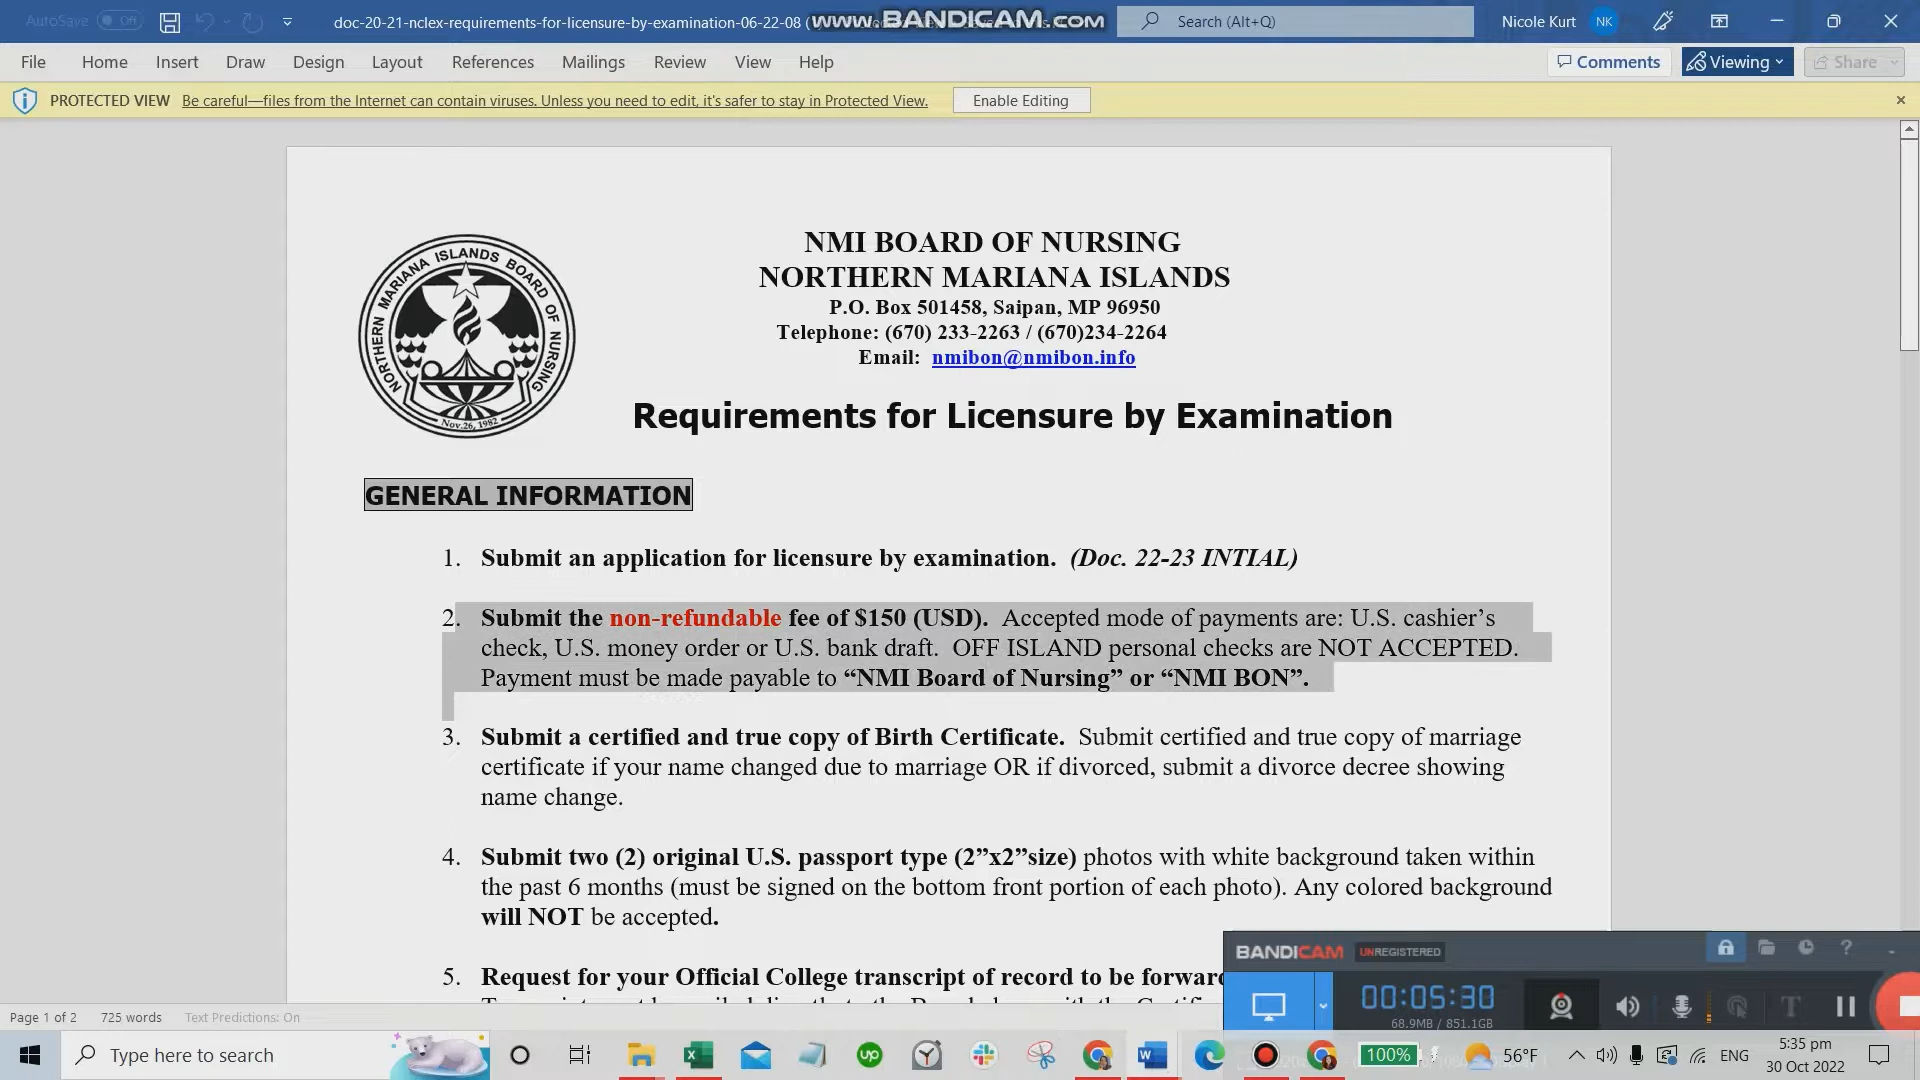 AutoSave Off
doc-20-21-nclex-requirements-for-licensure-by-examination-06-22-08 (
www.BANDICAM.com
Search (Alt+Q)
Nicole Kurt NK
File Home Insert Draw Design Layout References Mailings Review View Help
Comments Viewing Share
PROTECTED VIEW Be careful—files from the Internet can contain viruses. Unless you need to edit, it's safer to stay in Protected View. Enable Editing
NORTHERN MARIANA ISLANDS BOARD OF NURSING
Nov.26, 1982
NMI BOARD OF NURSING
NORTHERN MARIANA ISLANDS
P.O. Box 501458, Saipan, MP 96950
Telephone: (670) 233-2263 / (670)234-2264
Email: nmibon@nmibon.info
Requirements for Licensure by Examination
GENERAL INFORMATION
1. Submit an application for licensure by examination. (Doc. 22-23 INTIAL)
2. Submit the non-refundable fee of $150 (USD). Accepted mode of payments are: U.S. cashier’s
check, U.S. money order or U.S. bank draft. OFF ISLAND personal checks are NOT ACCEPTED.
Payment must be made payable to “NMI Board of Nursing” or “NMI BON”.
3. Submit a certified and true copy of Birth Certificate. Submit certified and true copy of marriage
certificate if your name changed due to marriage OR if divorced, submit a divorce decree showing
name change.
4. Submit two (2) original U.S. passport type (2”x2”size) photos with white background taken within
the past 6 months (must be signed on the bottom front portion of each photo). Any colored background
will NOT be accepted.
5. Request for your Official College transcript of record to be forwar
BANDICAM UNREGISTERED
00:05:30
68.9MB / 851.1GB
Page 1 of 2 725 words Text Predictions: On
Type here to search
up
100%
56°F
ENG
5:35 pm
30 Oct 2022